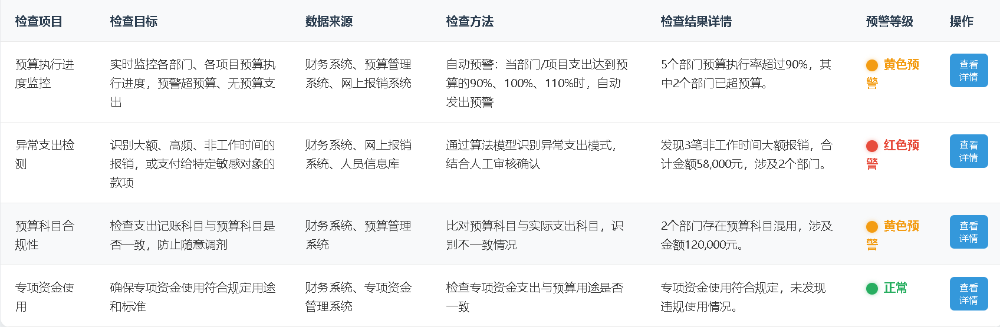 检查项目 检查目标 数据来源 检查方法 检查结果详情 预警等级 操作
预算执行进
度监控
实时监控各部门、各项目预算执
行进度，预警超预算、无预算支
出
财务系统、预算管理
系统、网上报销系统
自动预警：当部门/项目支出达到预
算的90%、100%、110%时，自动
发出预警
5个部门预算执行率超过90%，其
中2个部门已超预算。
黄色预
警
查看
详情
异常支出检
测
识别大额、高频、非工作时间的
报销，或支付给特定敏感对象的
款项
财务系统、网上报销
系统、人员信息库
通过算法模型识别异常支出模式，
结合人工审核确认
发现3笔非工作时间大额报销，合
计金额58,000元，涉及2个部门。
红色预
警
查看
详情
预算科目合
规性
检查支出记账科目与预算科目是
否一致，防止随意调剂
财务系统、预算管理
系统
比对预算科目与实际支出科目，识
别不一致情况
2个部门存在预算科目混用，涉及
金额120,000元。
黄色预
警
查看
详情
专项资金使
用
确保专项资金使用符合规定用途
和标准
财务系统、专项资金
管理系统
检查专项资金支出与预算用途是否
一致
专项资金使用符合规定，未发现
违规使用情况。
正常
查看
详情